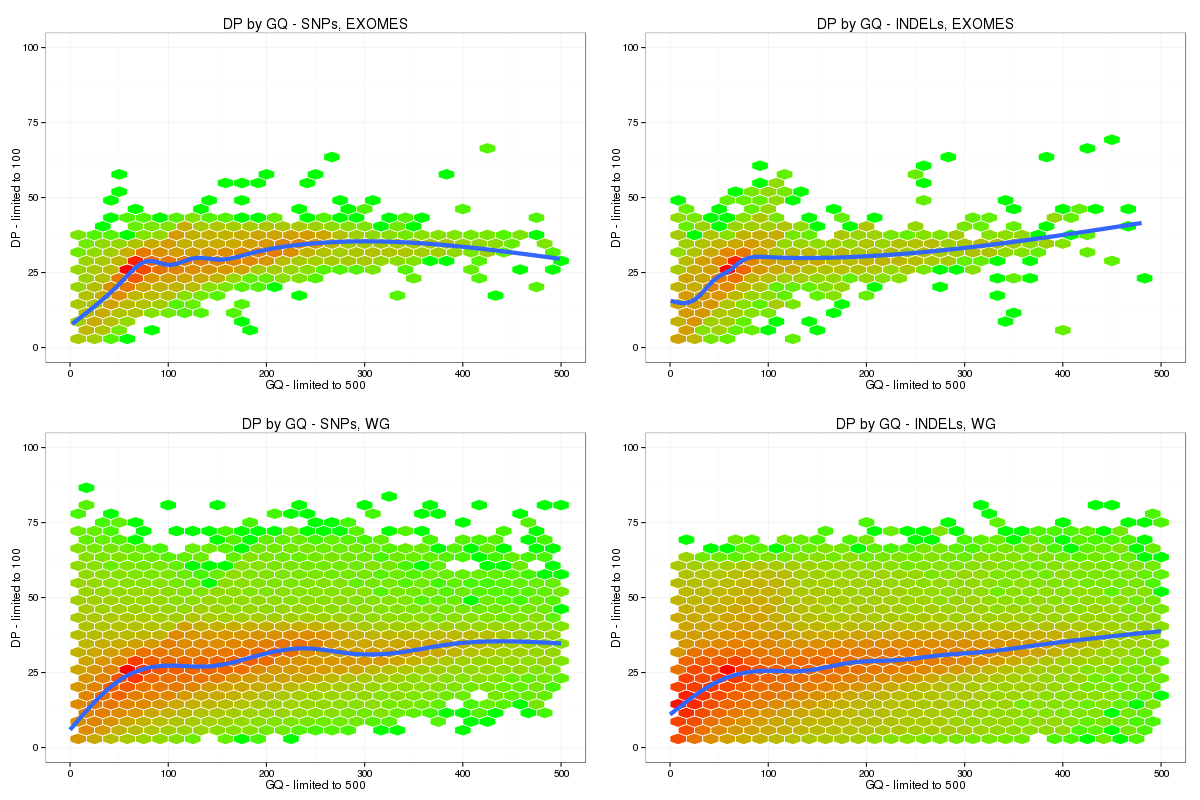 DP by GQ - SNPs, EXOMES
DP - limited to 100
100
75
50
25
0
0 100 200 300 400 500
GQ - limited to 500
DP by GQ - INDELs, EXOMES
DP - limited to 100
100
75
50
25
0
0 100 200 300 400 500
GQ - limited to 500
DP by GQ - SNPs, WG
DP - limited to 100
100
75
50
25
0
0 100 200 300 400 500
GQ - limited to 500
DP by GQ - INDELs, WG
DP - limited to 100
100
75
50
25
0
0 100 200 300 400 500
GQ - limited to 500